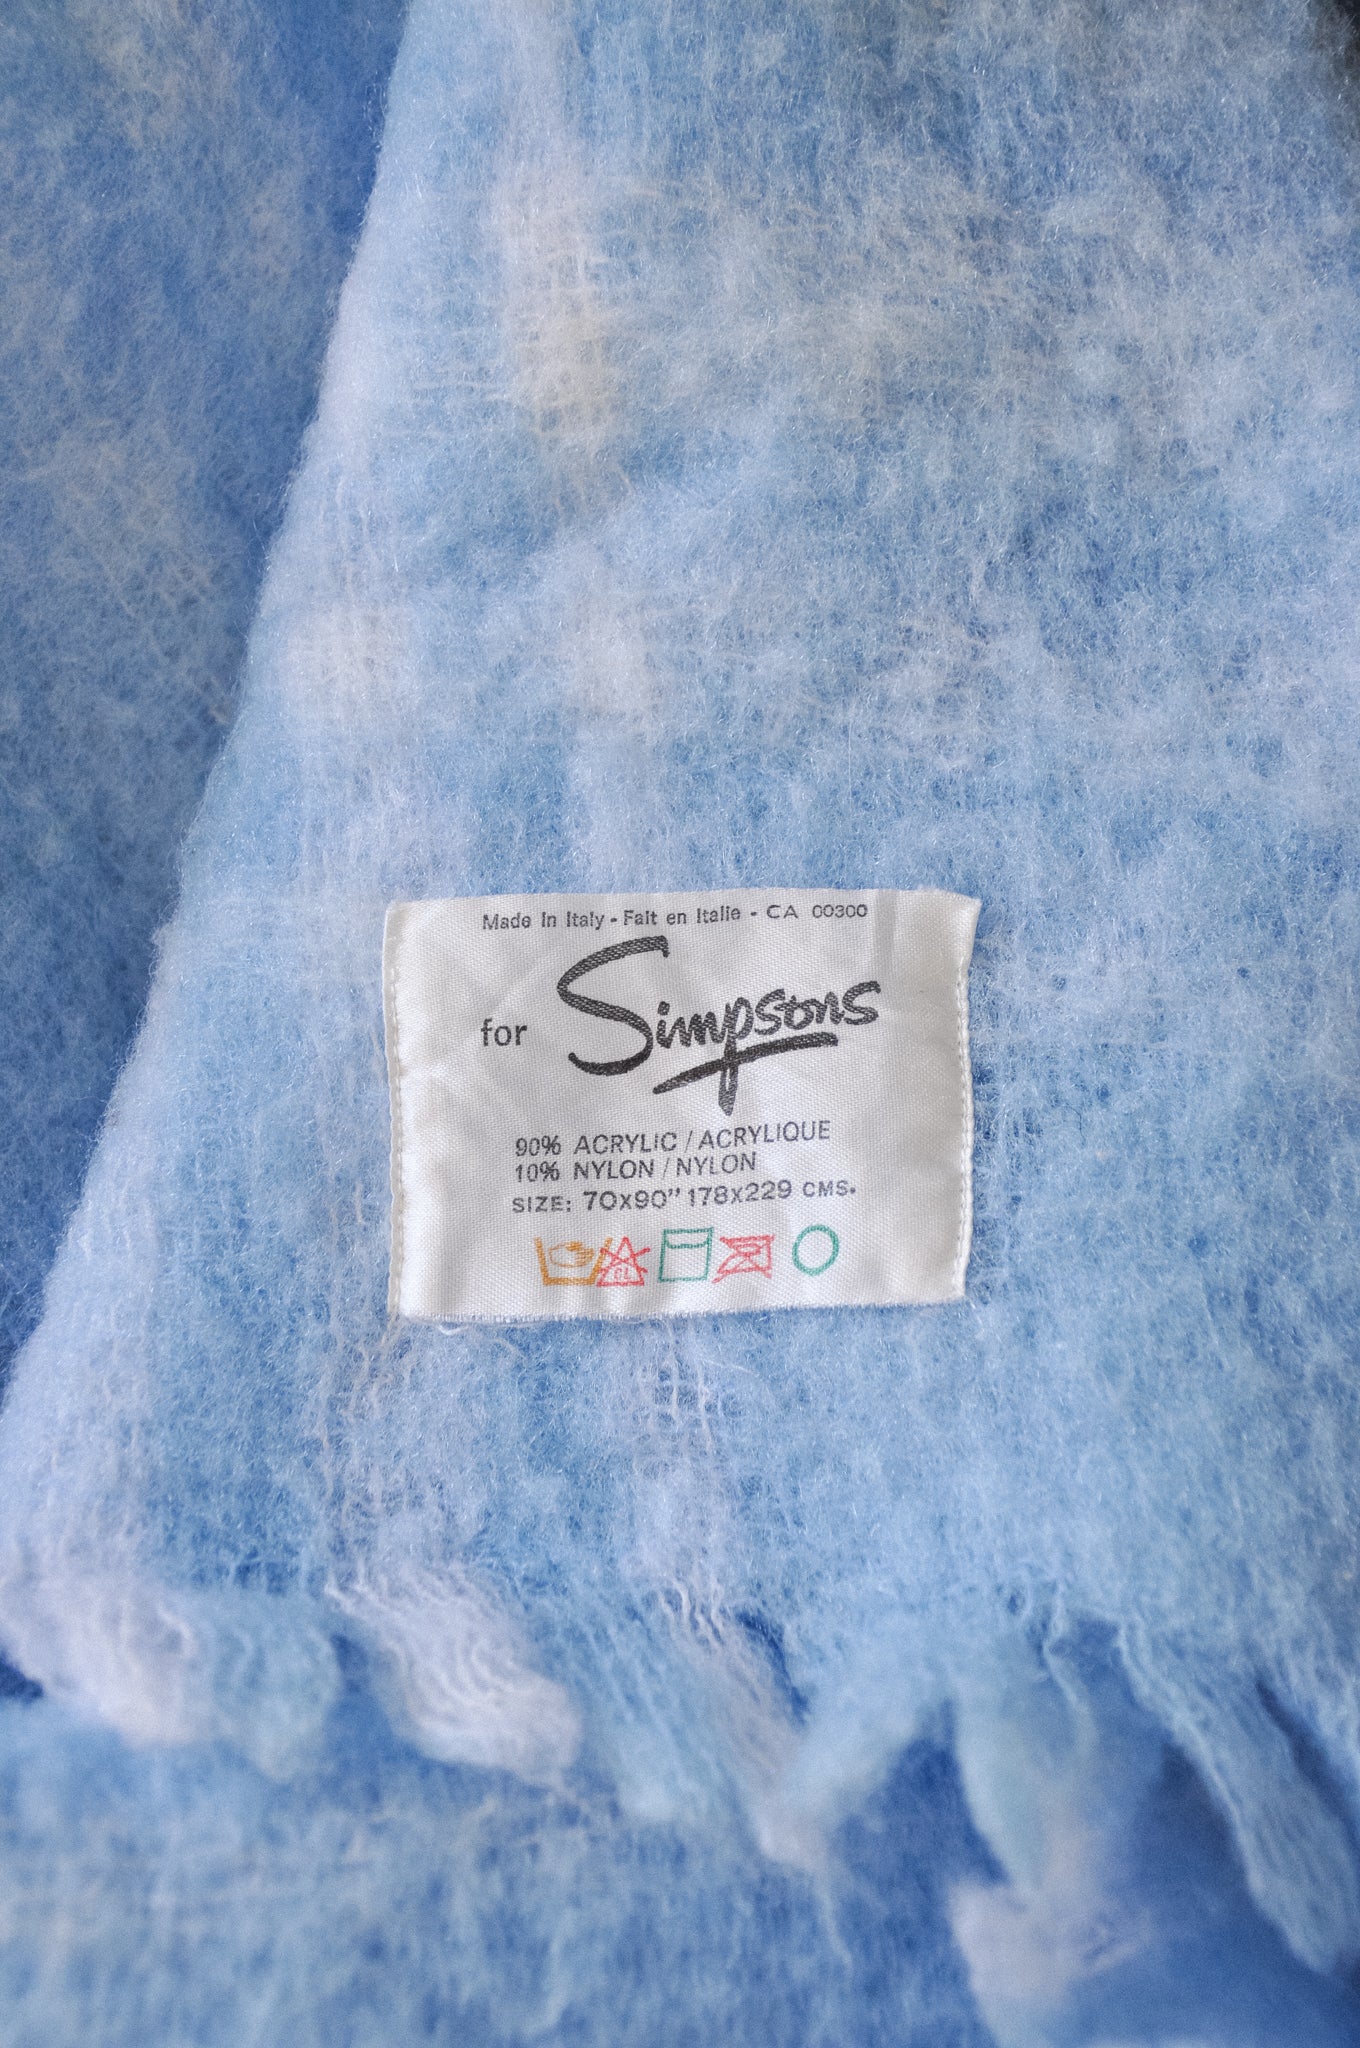 Made in Italy - Fait en Italie - CA 00300
for Simpsons
90% ACRYLIC / ACRYLIQUE
10% NYLON / NYLON
SIZE: 70x90" 178x229 CMS.
CL